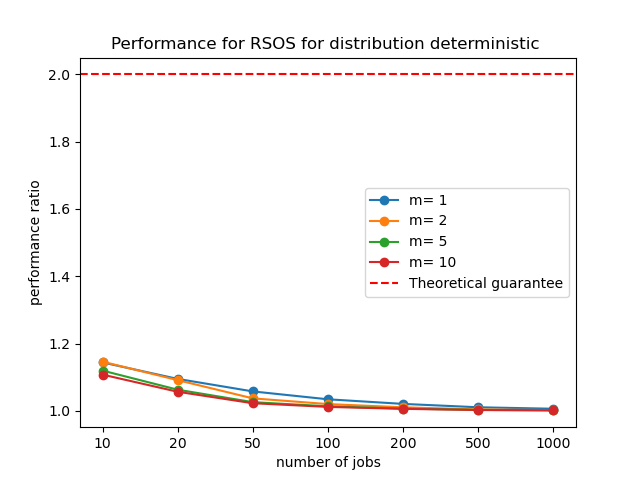 Performance for RSOS for distribution deterministic
2.0
1.8
1.6
1.4
1.2
1.0
performance ratio
m= 1
m= 2
m= 5
m= 10
Theoretical guarantee
10 20 50 100 200 500 1000
number of jobs